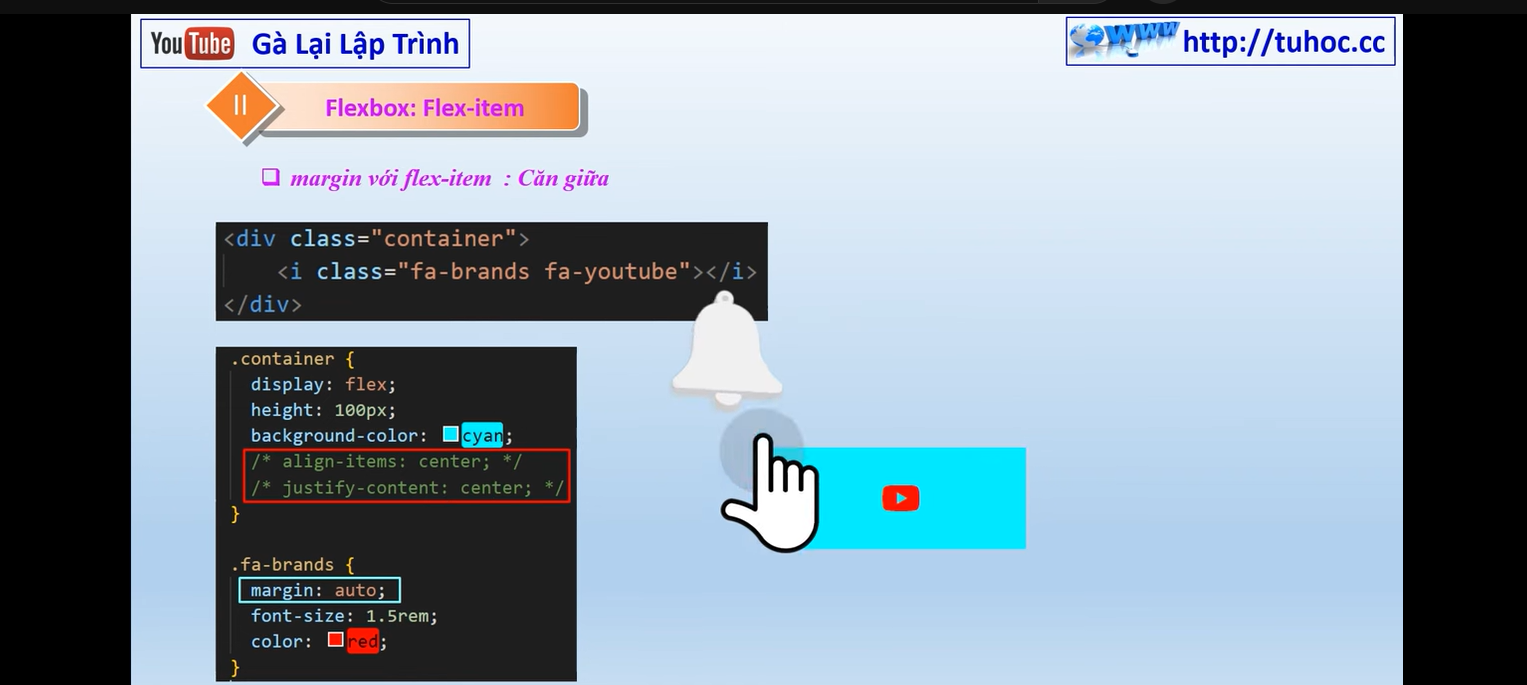 YouTube Gà Lại Lập Trình
www http://tuhoc.cc
II Flexbox: Flex-item
margin với flex-item : Căn giữa
<div class="container">
<i class="fa-brands fa-youtube"></i>
</div>
.container {
display: flex;
height: 100px;
background-color: cyan;
/* align-items: center; */
/* justify-content: center; */
}
.fa-brands {
margin: auto;
font-size: 1.5rem;
color: red;
}